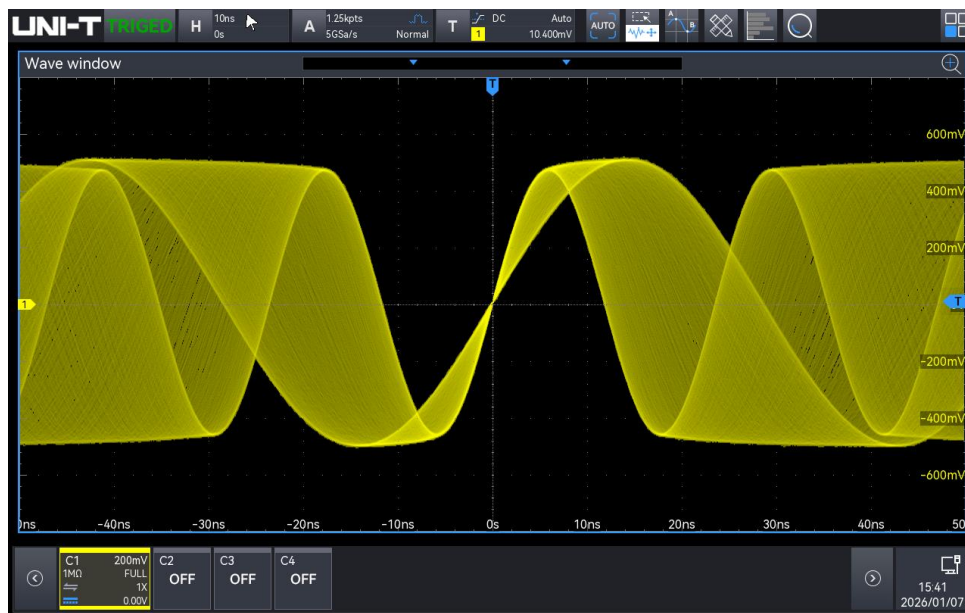 UNI-T TRIGED H 10ns 0s A 1.25kpts 5GSa/s Normal T DC 1 Auto 10.400mV AUTO A B
Wave window
T
600mV
400mV
200mV
1
T
-200mV
-400mV
-600mV
0ns -40ns -30ns -20ns -10ns 0s 10ns 20ns 30ns 40ns 50
C1 200mV
1MΩ FULL
1X
0.00V
C2
OFF
C3
OFF
C4
OFF
15:41
2026/01/07